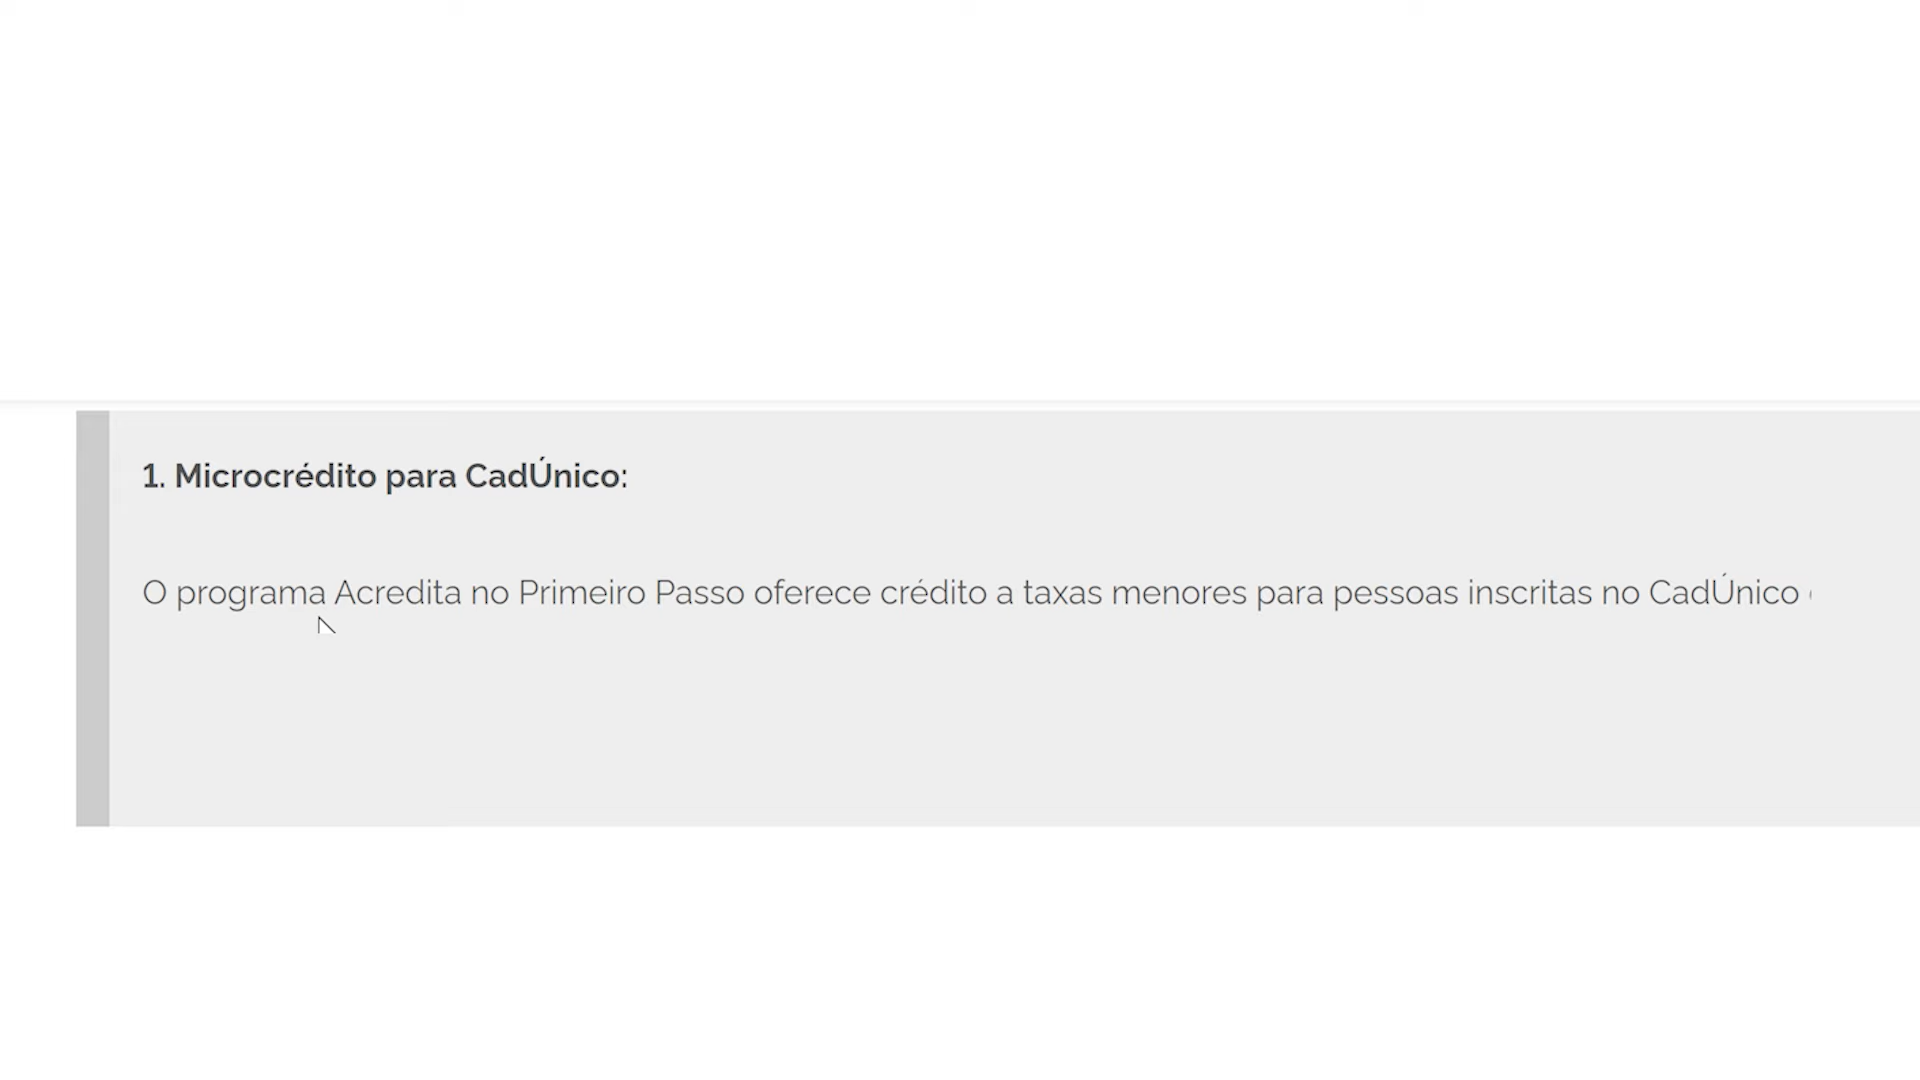 1. Microcrédito para CadÚnico:
O programa Acredita no Primeiro Passo oferece crédito a taxas menores para pessoas inscritas no CadÚnico